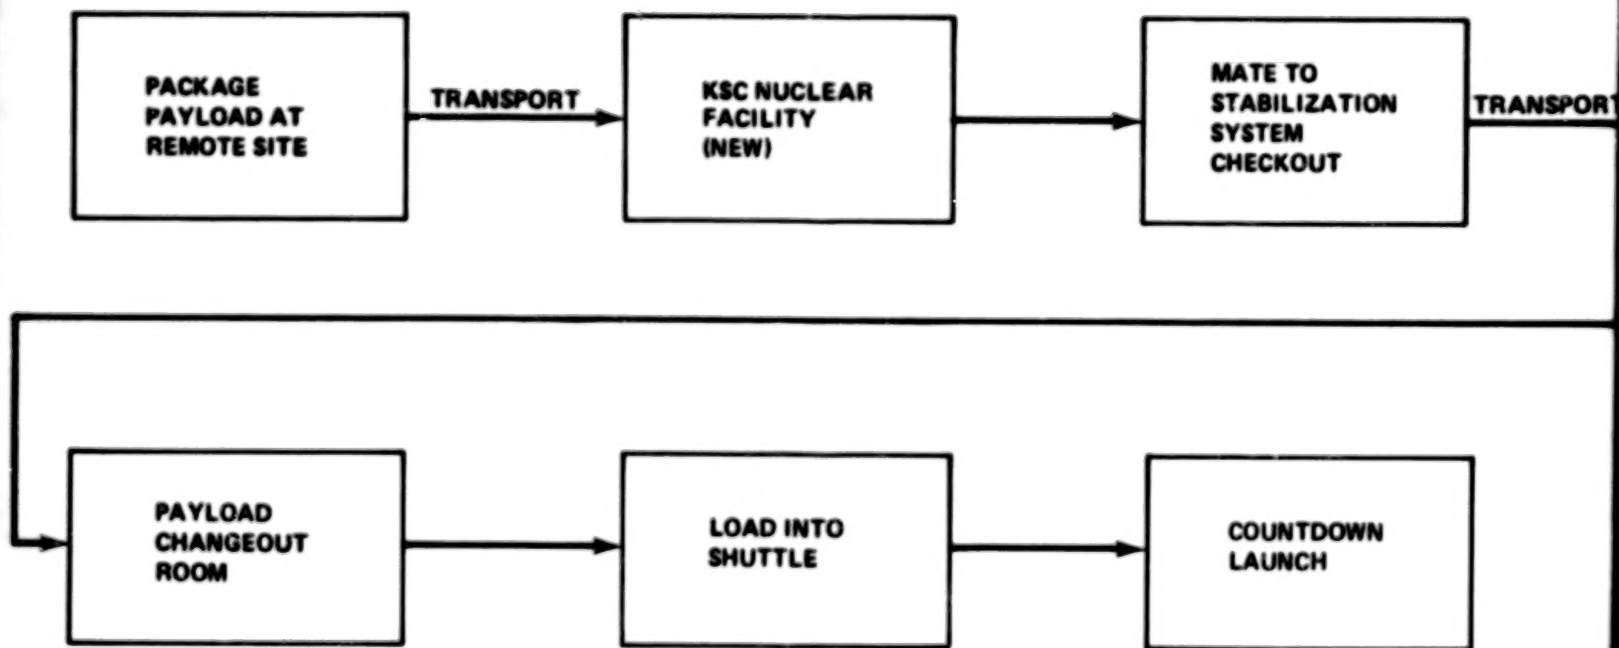 PACKAGE
PAYLOAD AT
REMOTE SITE
TRANSPORT
KSC NUCLEAR
FACILITY
(NEW)
MATE TO
STABILIZATION
SYSTEM
CHECKOUT
TRANSPORT
PAYLOAD
CHANGEOUT
ROOM
LOAD INTO
SHUTTLE
COUNTDOWN
LAUNCH